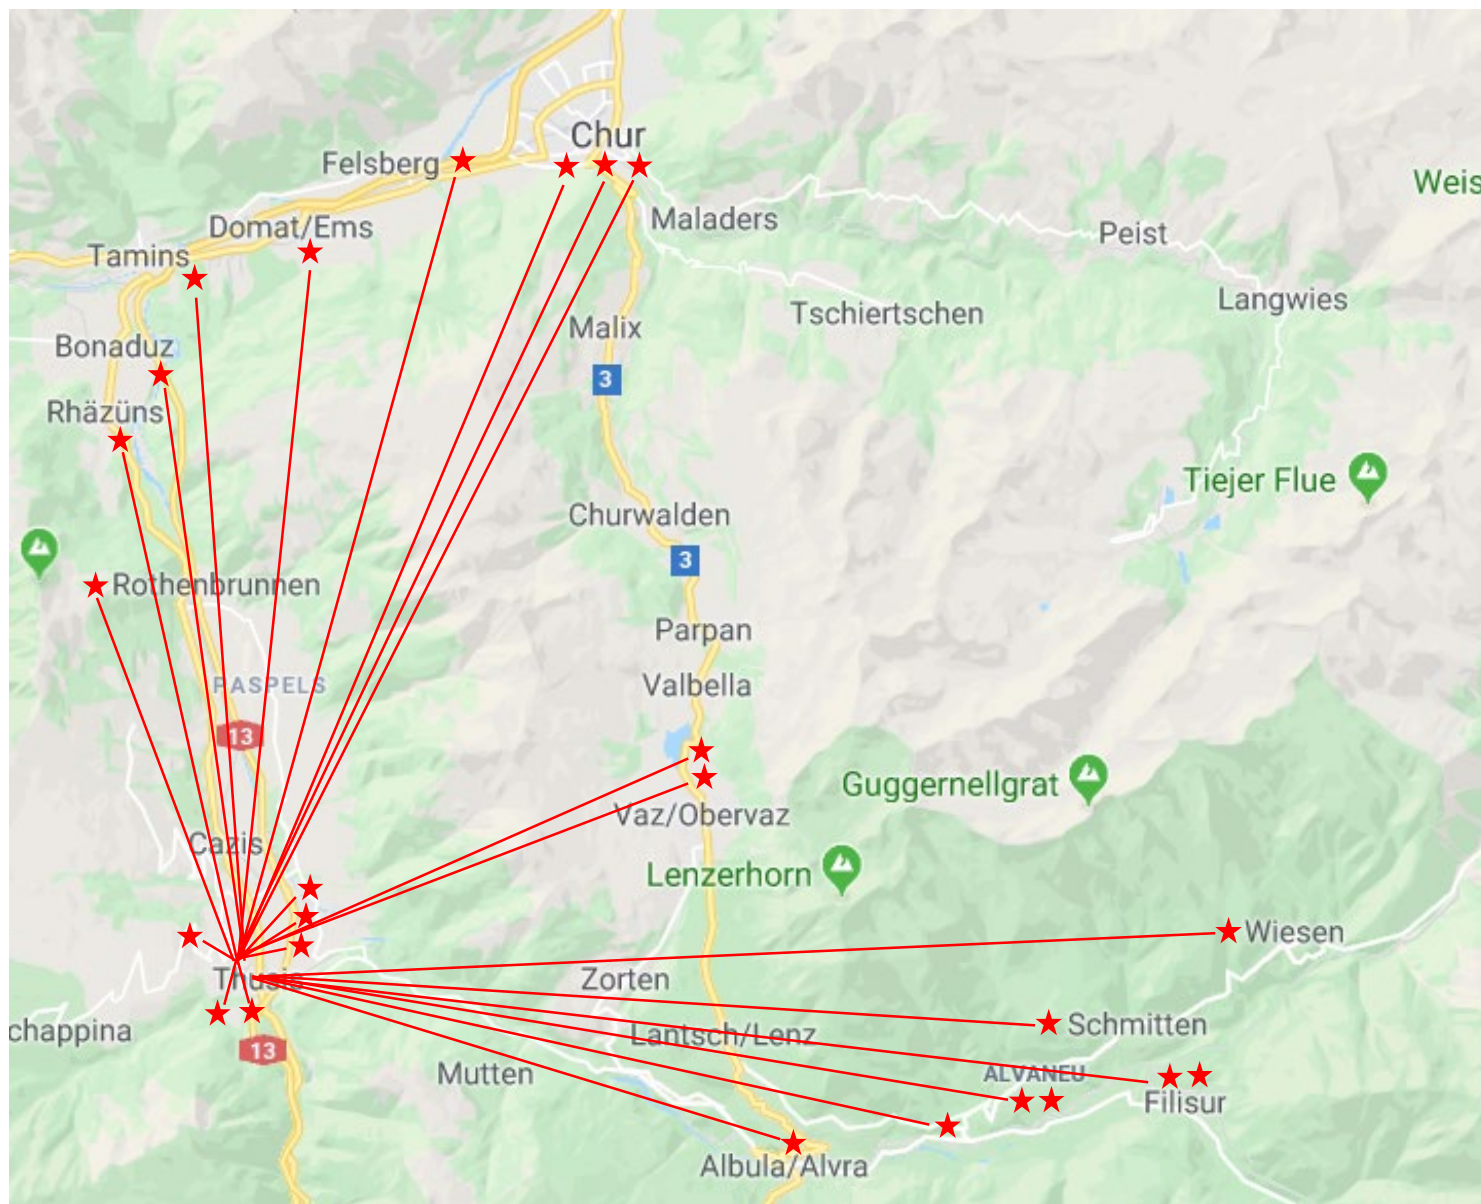 Chur
Felsberg
Weis
Maladers
Domat/Ems
Peist
Tamins
Langwies
Tschiertschen
Malix
Bonaduz
3
Rhäzüns
Tiejer Flue
Churwalden
3
Rothenbrunnen
Parpan
PASPELS
Valbella
13
Guggernellgrat
Vaz/Obervaz
Cazis
Lenzerhorn
Wiesen
Thusis
Zorten
chappina
Schmitten
Lantsch/Lenz
13
Mutten
ALVANEU
Filisur
Albula/Alvra